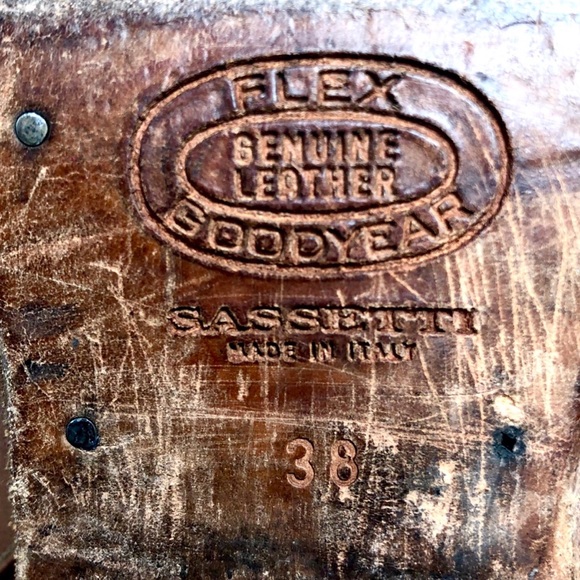 FLEX
GENUINE
LEATHER
GOODYEAR
SASSETTI
MADE IN ITALY
38